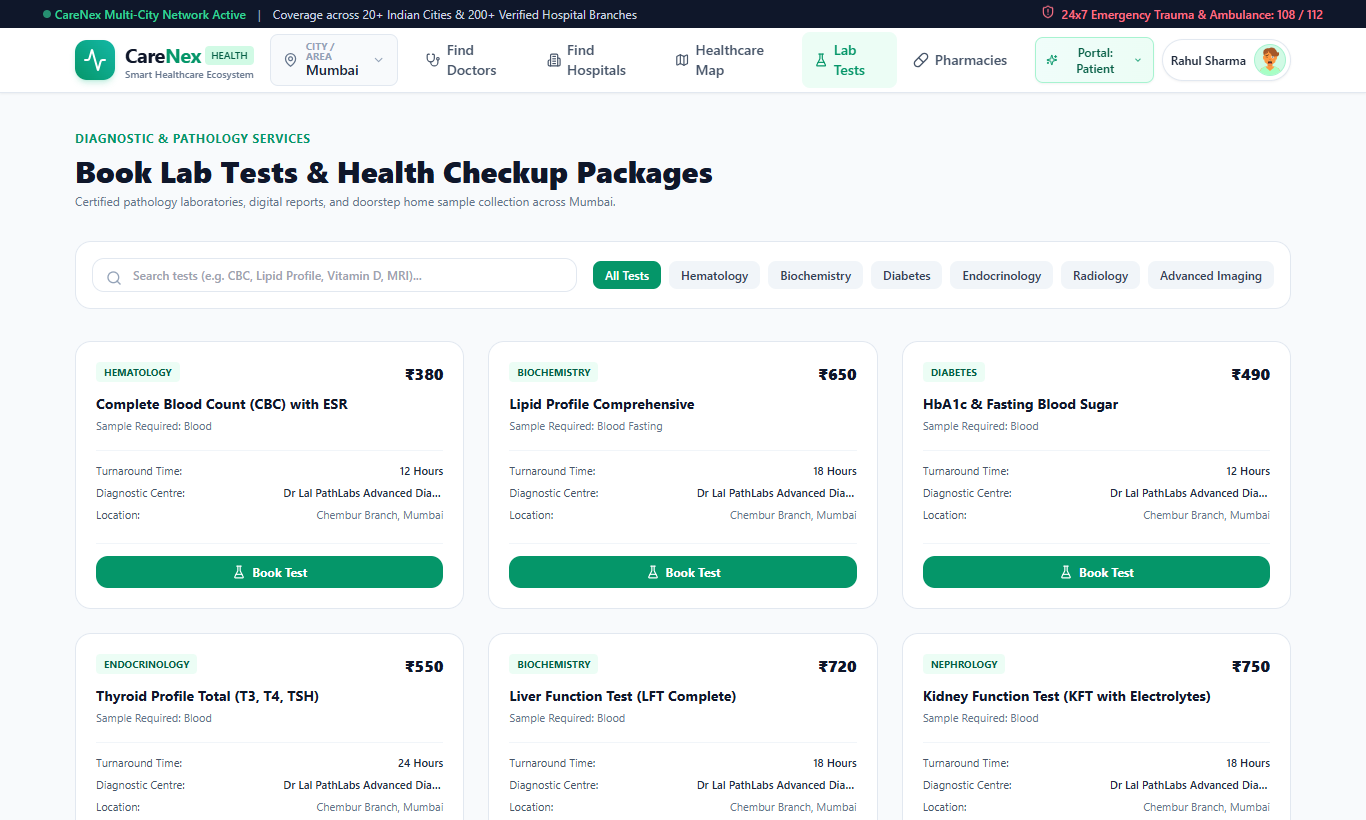 CareNex Multi-City Network Active | Coverage across 20+ Indian Cities & 200+ Verified Hospital Branches
24x7 Emergency Trauma & Ambulance: 108 / 112
CareNex HEALTH
Smart Healthcare Ecosystem
CITY / AREA
Mumbai
Find Doctors
Find Hospitals
Healthcare Map
Lab Tests
Pharmacies
Portal: Patient
Rahul Sharma
DIAGNOSTIC & PATHOLOGY SERVICES
Book Lab Tests & Health Checkup Packages
Certified pathology laboratories, digital reports, and doorstep home sample collection across Mumbai.
Search tests (e.g. CBC, Lipid Profile, Vitamin D, MRI)...
All Tests
Hematology
Biochemistry
Diabetes
Endocrinology
Radiology
Advanced Imaging
HEMATOLOGY
₹380
Complete Blood Count (CBC) with ESR
Sample Required: Blood
Turnaround Time: 12 Hours
Diagnostic Centre: Dr Lal PathLabs Advanced Dia...
Location: Chembur Branch, Mumbai
Book Test
BIOCHEMISTRY
₹650
Lipid Profile Comprehensive
Sample Required: Blood Fasting
Turnaround Time: 18 Hours
Diagnostic Centre: Dr Lal PathLabs Advanced Dia...
Location: Chembur Branch, Mumbai
Book Test
DIABETES
₹490
HbA1c & Fasting Blood Sugar
Sample Required: Blood
Turnaround Time: 12 Hours
Diagnostic Centre: Dr Lal PathLabs Advanced Dia...
Location: Chembur Branch, Mumbai
Book Test
ENDOCRINOLOGY
₹550
Thyroid Profile Total (T3, T4, TSH)
Sample Required: Blood
Turnaround Time: 24 Hours
Diagnostic Centre: Dr Lal PathLabs Advanced Dia...
Location: Chembur Branch, Mumbai
BIOCHEMISTRY
₹720
Liver Function Test (LFT Complete)
Sample Required: Blood
Turnaround Time: 18 Hours
Diagnostic Centre: Dr Lal PathLabs Advanced Dia...
Location: Chembur Branch, Mumbai
NEPHROLOGY
₹750
Kidney Function Test (KFT with Electrolytes)
Sample Required: Blood
Turnaround Time: 18 Hours
Diagnostic Centre: Dr Lal PathLabs Advanced Dia...
Location: Chembur Branch, Mumbai